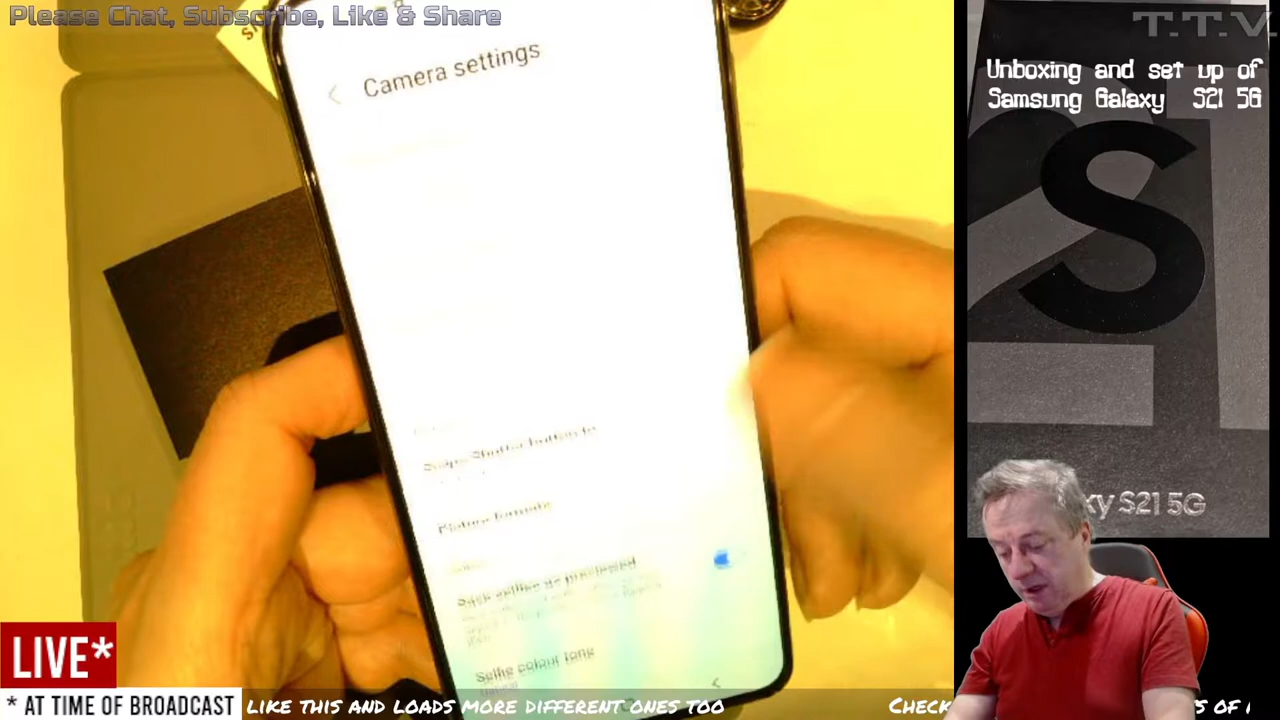 Please Chat, Subscribe, Like & Share
T.T.V.
Unboxing and set up of
Samsung Galaxy S21 5G
Camera settings
Swipe Shutter button to
Picture formats
Save selfies as previewed
Selfie colour tone
Natural
S
xy S21 5G
LIVE*
* AT TIME OF BROADCAST
LIKE THIS AND LOADS MORE DIFFERENT ONES TOO
CHECK
S OF